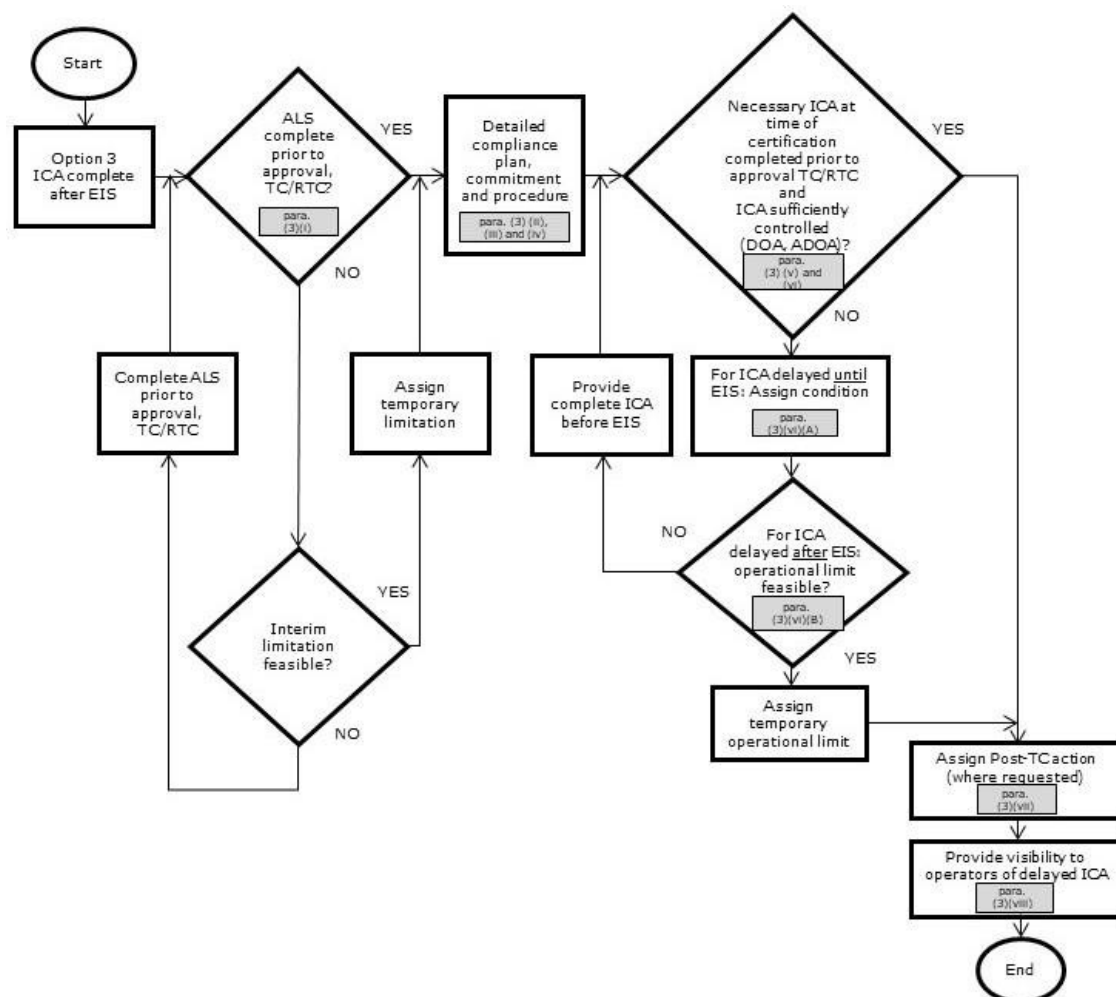 Start
Option 3
ICA complete
after EIS
ALS
complete
prior to
approval,
TC/RTC?
para.
(3)(i)
YES
NO
Detailed
compliance
plan,
commitment
and procedure
para. (3) (ii),
(iii) and (iv)
Necessary ICA at
time of
certification
completed prior to
approval TC/RTC
and
ICA sufficiently
controlled
(DOA, ADOA)?
para.
(3) (v) and
(vi)
YES
NO
Complete ALS
prior to
approval,
TC/RTC
Assign
temporary
limitation
Provide
complete ICA
before EIS
For ICA delayed until
EIS: Assign condition
para.
(3)(vi)(A)
NO
For ICA
delayed after EIS:
operational limit
feasible?
para.
(3)(vi)(B)
YES
Interim
limitation
feasible?
YES
NO
Assign
temporary
operational limit
Assign Post-TC action
(where requested)
para.
(3)(vii)
Provide visibility to
operators of delayed ICA
para.
(3)(viii)
End